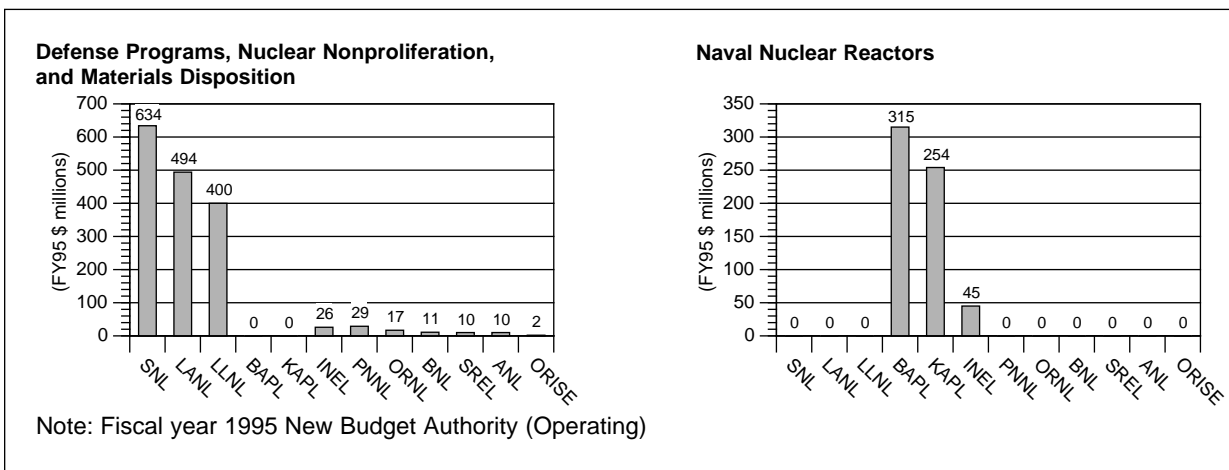 Defense Programs, Nuclear Nonproliferation,
and Materials Disposition
700
600
500
400
300
200
100
0
(FY95 $ millions)
634
494
400
0
0
26
29
17
11
10
10
2
SNL
LANL
LLNL
BAPL
KAPL
INEL
PNNL
ORNL
BNL
SREL
ANL
ORISE
Naval Nuclear Reactors
350
300
250
200
150
100
50
0
(FY95 $ millions)
0
0
0
315
254
45
0
0
0
0
0
0
SNL
LANL
LLNL
BAPL
KAPL
INEL
PNNL
ORNL
BNL
SREL
ANL
ORISE
Note: Fiscal year 1995 New Budget Authority (Operating)